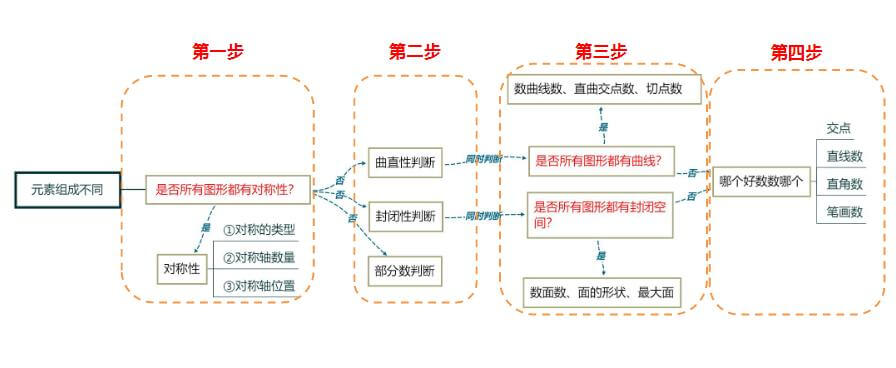 第一步
第二步
第三步
第四步
元素组成不同
是否所有图形都有对称性?
是
对称性
①对称的类型
②对称轴数量
③对称轴位置
否
否
否
曲直性判断
封闭性判断
部分数判断
同时判断
同时判断
数曲线数、直曲交点数、切点数
是
是否所有图形都有曲线?
是否所有图形都有封闭空
间?
是
数面数、面的形状、最大面
否
否
哪个好数数哪个
交点
直线数
直角数
笔画数